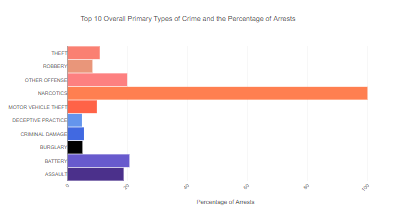 Top 10 Overall Primary Types of Crime and the Percentage of Arrests
THEFT
ROBBERY
OTHER OFFENSE
NARCOTICS
MOTOR VEHICLE THEFT
DECEPTIVE PRACTICE
CRIMINAL DAMAGE
BURGLARY
BATTERY
ASSAULT
0 20 40 60 80 100
Percentage of Arrests